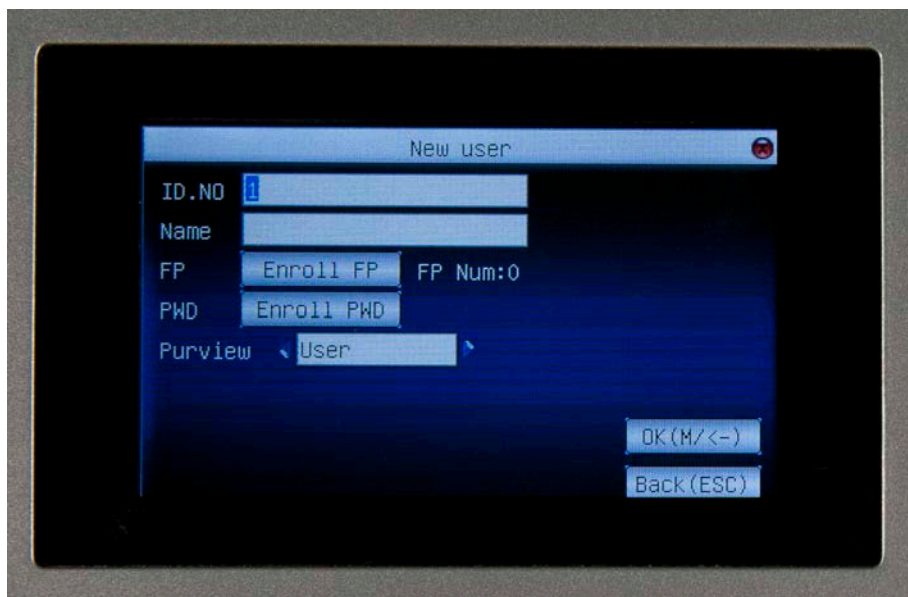 New user
ID.NO 1
Name
FP Enroll FP FP Num:0
PWD Enroll PWD
Purview User
OK(M/<-)
Back(ESC)